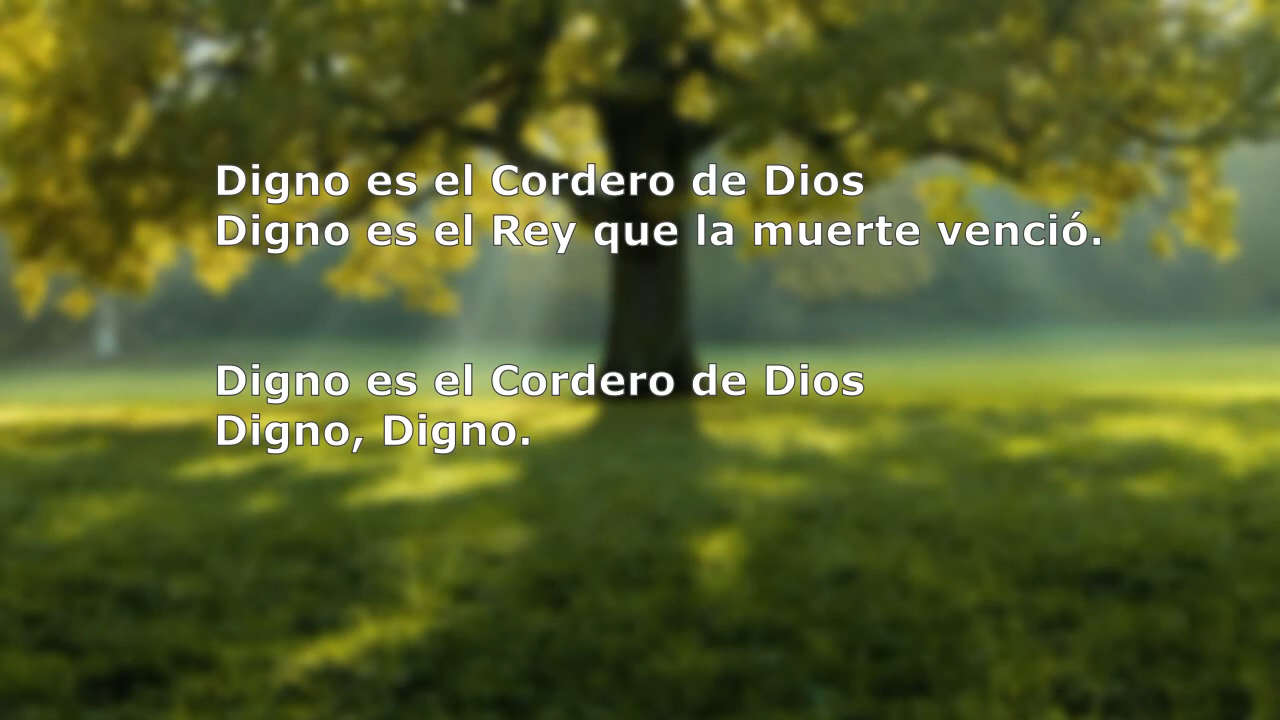 Digno es el Cordero de Dios
Digno es el Rey que la muerte venció.
Digno es el Cordero de Dios
Digno, Digno.